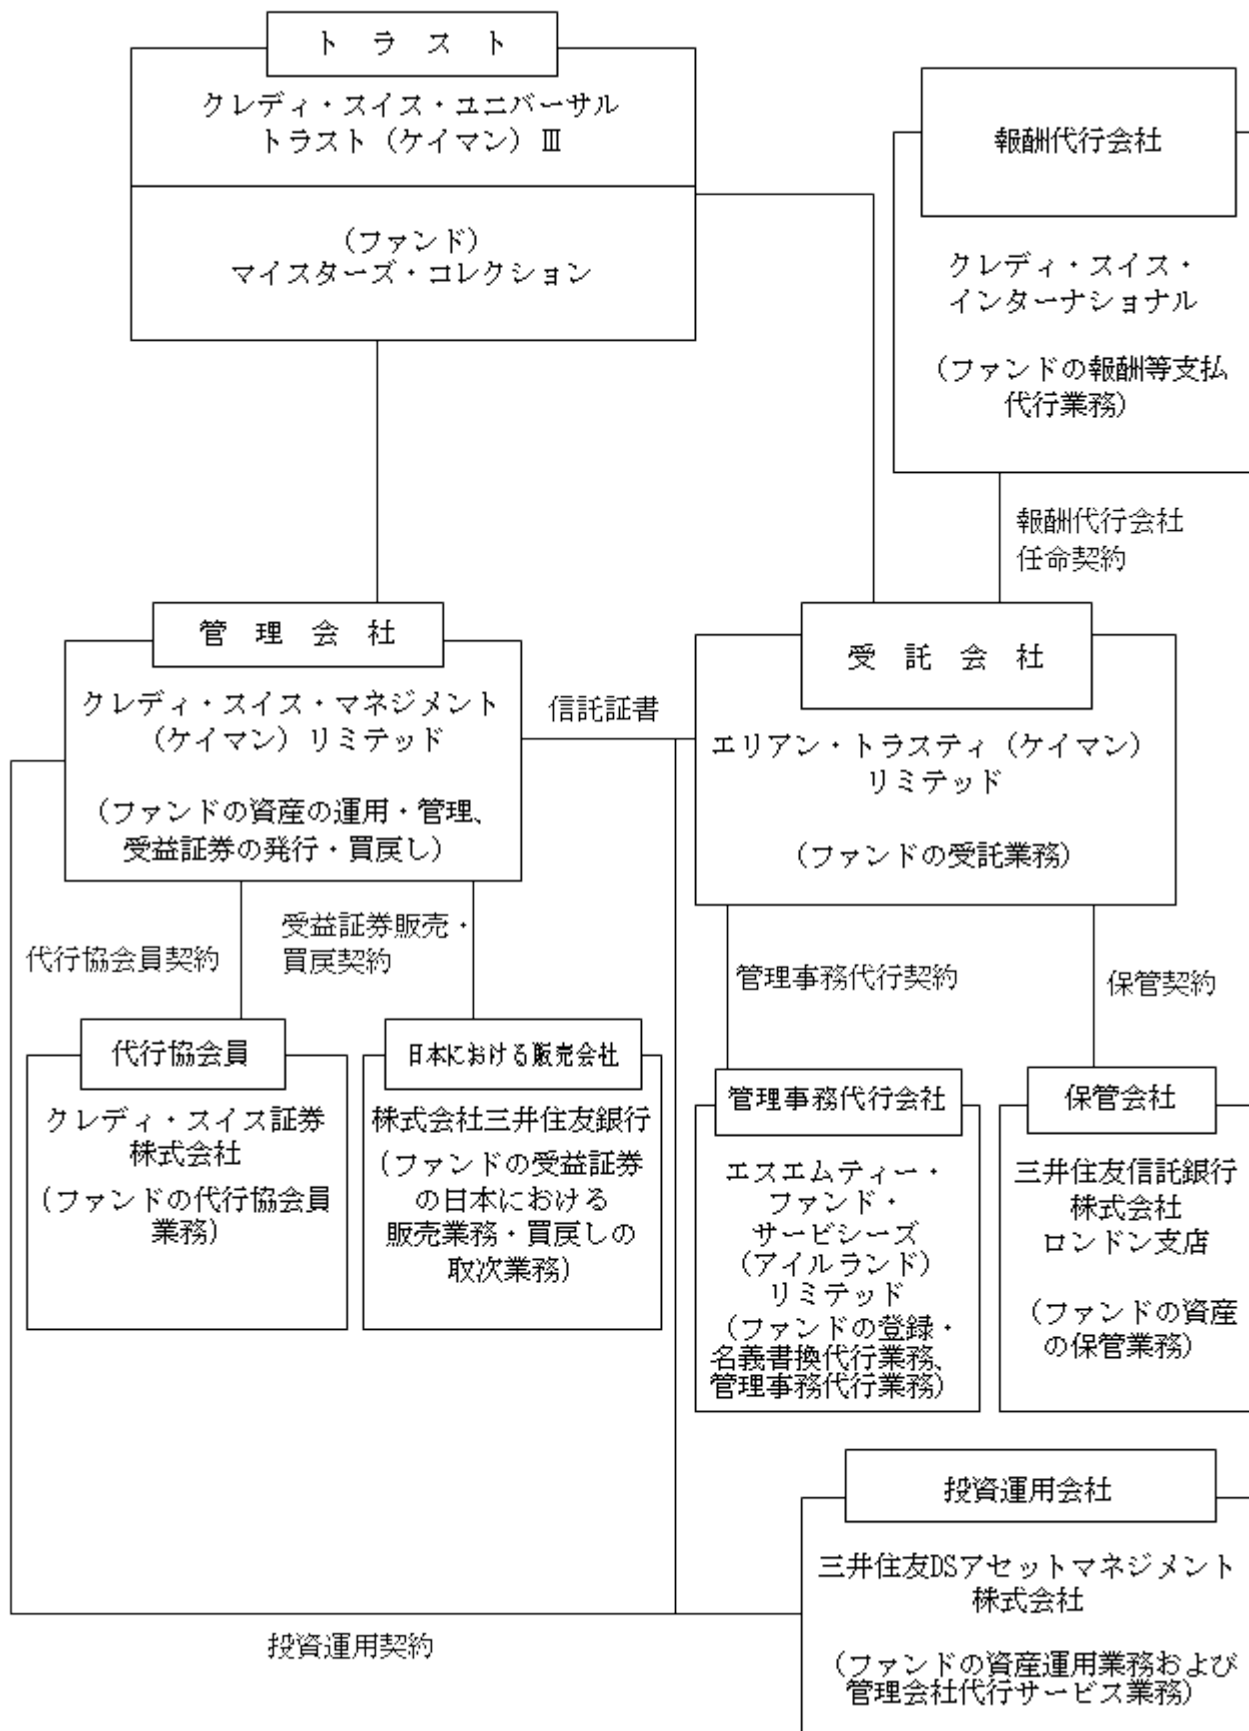 トラスト
クレディ・スイス・ユニバーサル
トラスト（ケイマン）Ⅲ
（ファンド）
マイスターズ・コレクション
報酬代行会社
クレディ・スイス・
インターナショナル
（ファンドの報酬等支払
代行業務）
報酬代行会社
任命契約
管理会社
クレディ・スイス・マネジメント
（ケイマン）リミテッド
（ファンドの資産の運用・管理、
受益証券の発行・買戻し）
信託証書
受託会社
エリアン・トラスティ（ケイマン）
リミテッド
（ファンドの受託業務）
代行協会員契約
受益証券販売・
買戻契約
管理事務代行契約
保管契約
代行協会員
クレディ・スイス証券
株式会社
（ファンドの代行協会員
業務）
日本における販売会社
株式会社三井住友銀行
（ファンドの受益証券
の日本における
販売業務・買戻しの
取次業務）
管理事務代行会社
エスエムティー・
ファンド・
サービシーズ
（アイルランド）
リミテッド
（ファンドの登録・
名義書換代行業務、
管理事務代行業務）
保管会社
三井住友信託銀行
株式会社
ロンドン支店
（ファンドの資産
の保管業務）
投資運用会社
三井住友DSアセットマネジメント
株式会社
（ファンドの資産運用業務および
管理会社代行サービス業務）
投資運用契約